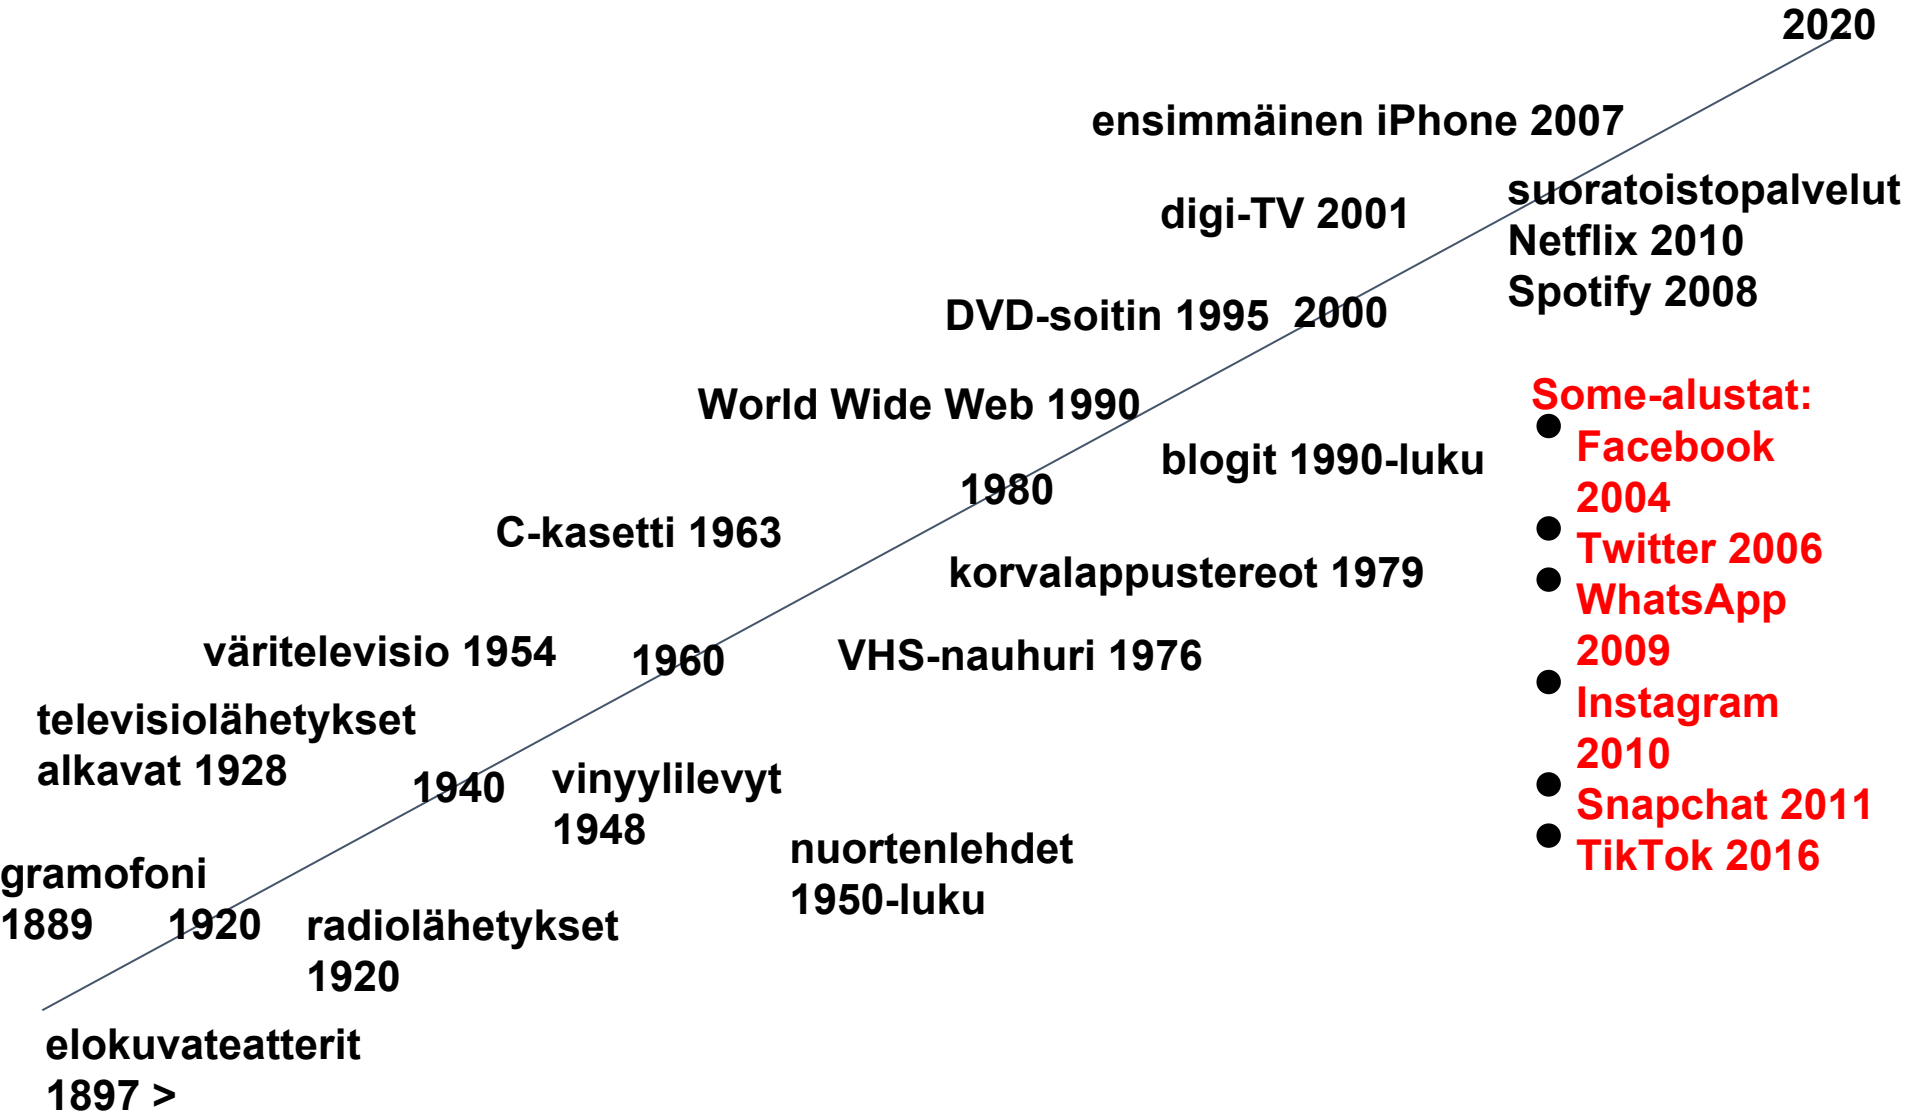 2020
ensimmäinen iPhone 2007
suoratoistopalvelut
Netflix 2010
Spotify 2008
digi-TV 2001
DVD-soitin 1995
2000
World Wide Web 1990
blogit 1990-luku
1980
C-kasetti 1963
korvalappustereot 1979
väritelevisio 1954
1960
VHS-nauhuri 1976
televisiolähetykset
alkavat 1928
1940
vinyylilevyt
1948
nuortenlehdet
1950-luku
gramofoni
1889
1920
radiolähetykset
1920
elokuvateatterit
1897 >
Some-alustat:
● Facebook
2004
● Twitter 2006
● WhatsApp
2009
● Instagram
2010
● Snapchat 2011
● TikTok 2016